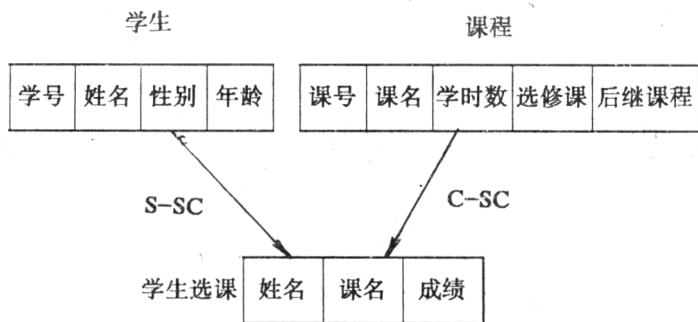 学生 课程
学号 姓名 性别 年龄 课号 课名 学时数 选修课 后继课程
S-SC C-SC
学生选课 姓名 课名 成绩